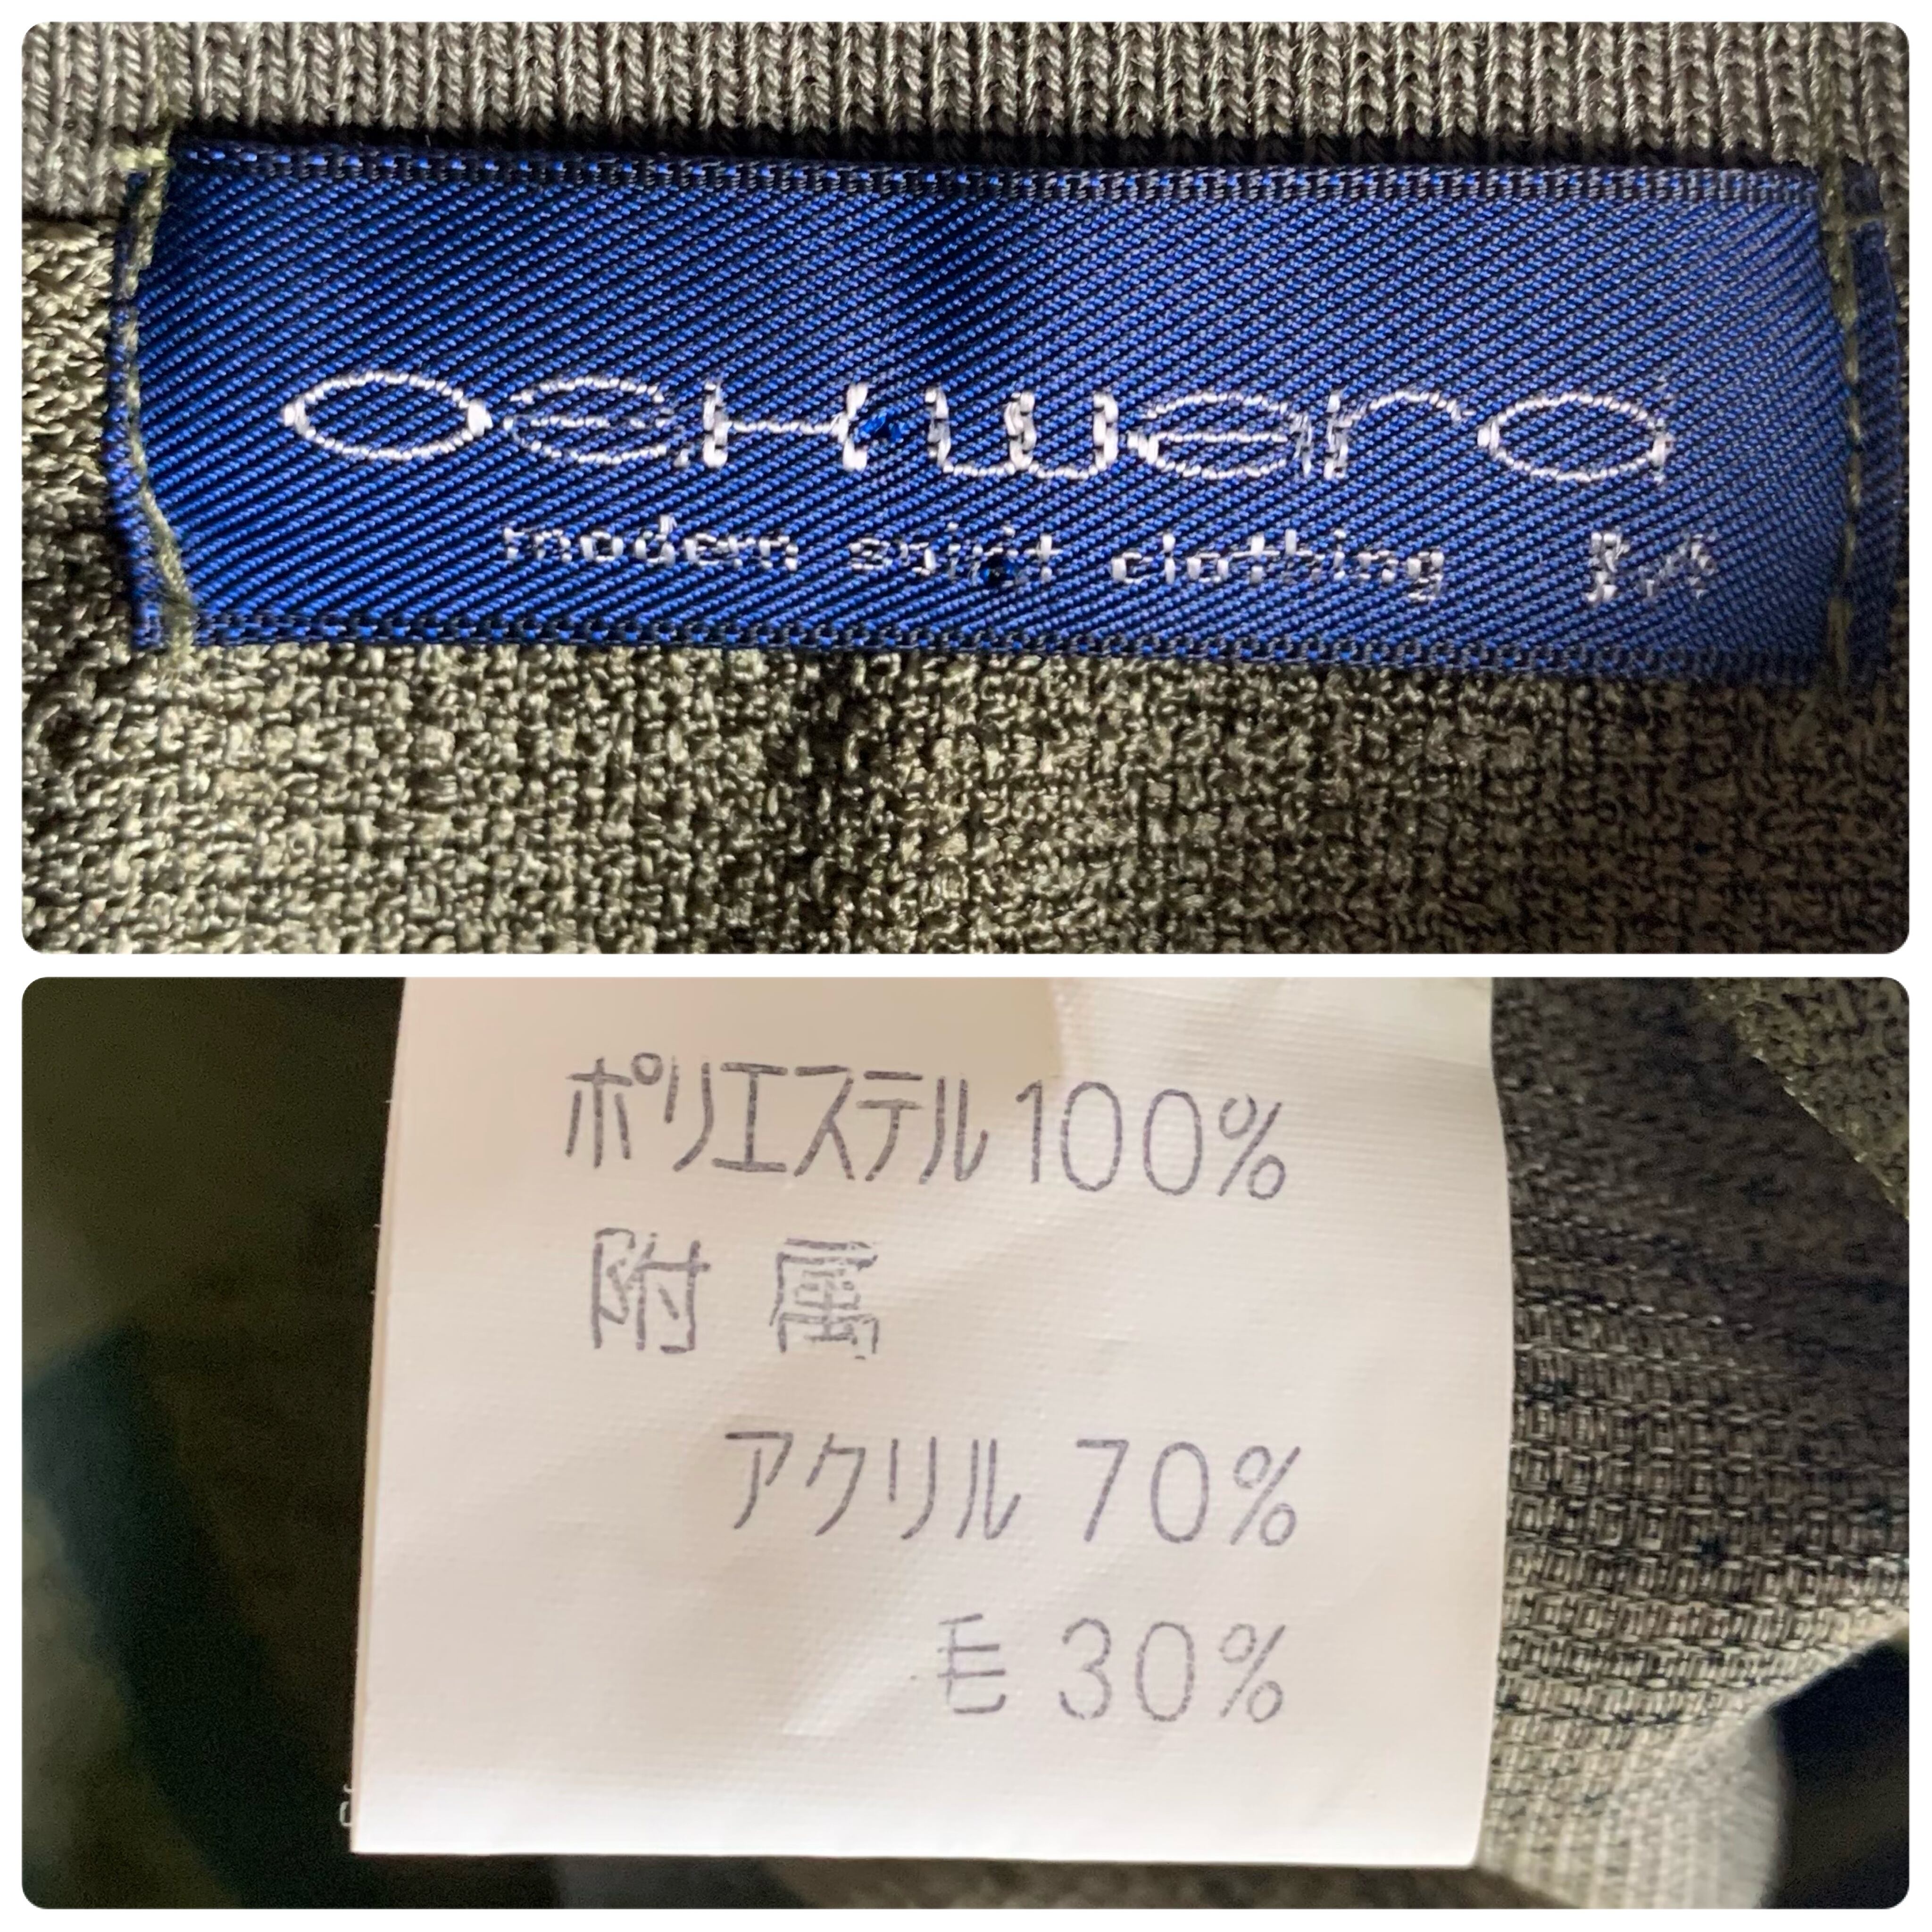 modern spirit clothing M
ポリエステル100%
附属
アクリル 70%
毛 30%